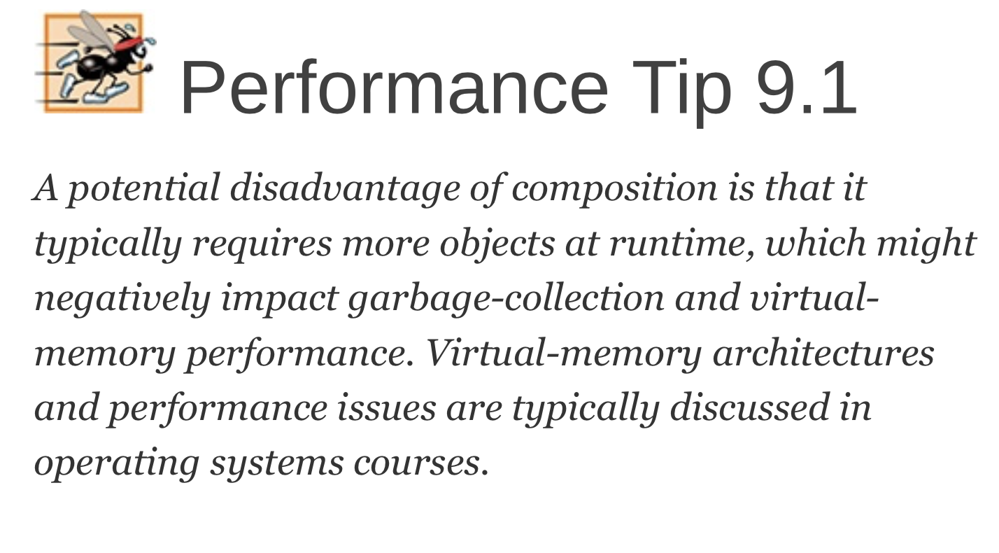 Performance Tip 9.1
A potential disadvantage of composition is that it
typically requires more objects at runtime, which might
negatively impact garbage-collection and virtual-
memory performance. Virtual-memory architectures
and performance issues are typically discussed in
operating systems courses.